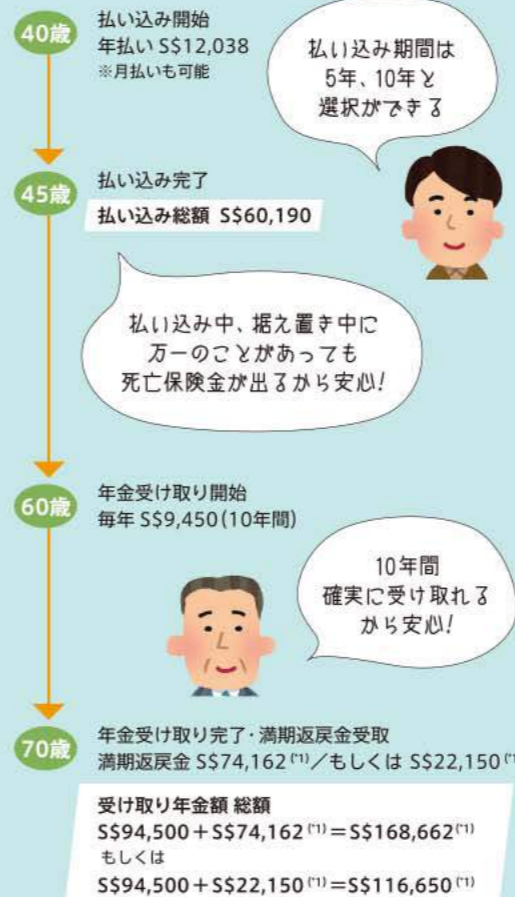 40歳
払い込み開始
年払い S$12,038
※月払いも可能
払い込み期間は
5年、10年と
選択ができる
45歳
払い込み完了
払い込み総額 S$60,190
払い込み中、据え置き中に
万一のことがあっても
死亡保険金が出るから安心!
60歳
年金受け取り開始
毎年 S$9,450(10年間)
10年間
確実に受け取れる
から安心!
70歳
年金受け取り完了・満期返戻金受取
満期返戻金 S$74,162(*1)/もしくは S$22,150
受け取り年金額 総額
S$94,500+S$74,162(*1)=S$168,662(*1)
もしくは
S$94,500+S$22,150(*1)=S$116,650(*1)